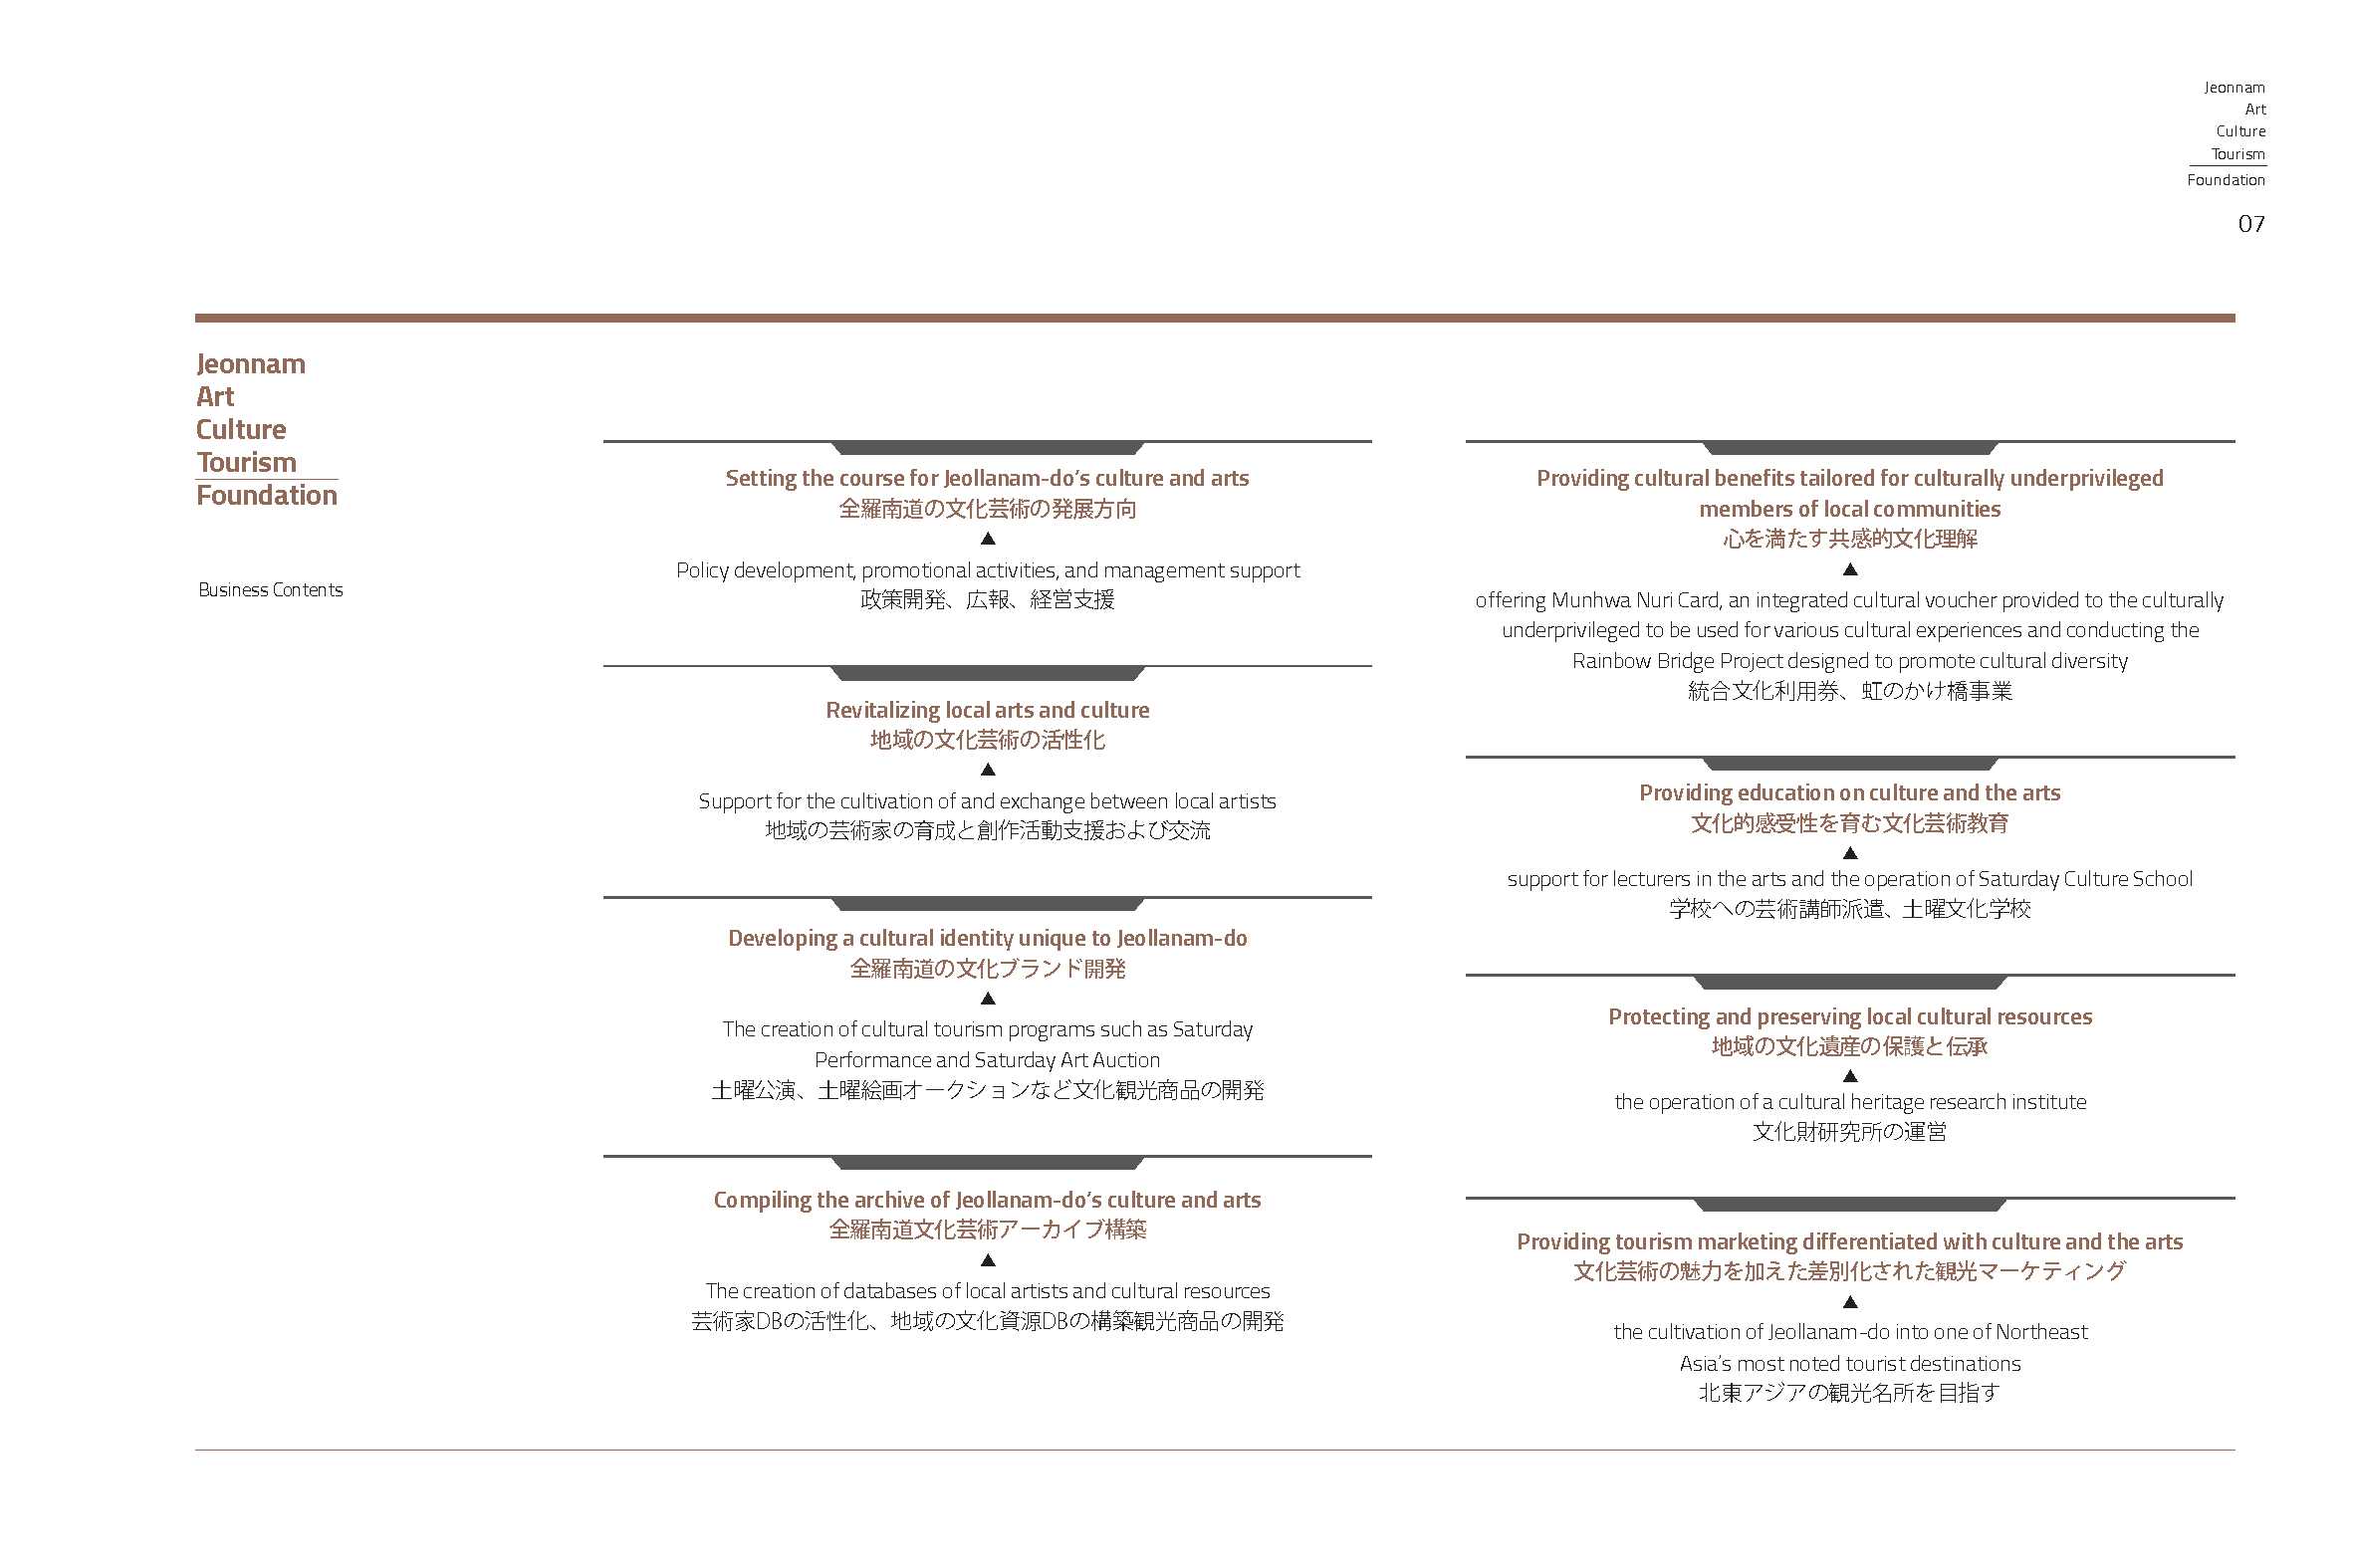 Jeonnam
Art
Culture
Tourism
Foundation
07
Jeonnam
Art
Culture
Tourism
Foundation
Business Contents
Setting the course for Jeollanam-do’s culture and arts
全羅南道の文化芸術の発展方向
▲
Policy development, promotional activities, and management support
政策開発、広報、経営支援
Revitalizing local arts and culture
地域の文化芸術の活性化
▲
Support for the cultivation of and exchange between local artists
地域の芸術家の育成と創作活動支援および交流
Developing a cultural identity unique to Jeollanam-do
全羅南道の文化ブランド開発
▲
The creation of cultural tourism programs such as Saturday
Performance and Saturday Art Auction
土曜公演、土曜絵画オークションなど文化観光商品の開発
Compiling the archive of Jeollanam-do’s culture and arts
全羅南道文化芸術アーカイブ構築
▲
The creation of databases of local artists and cultural resources
芸術家DBの活性化、地域の文化資源DBの構築観光商品の開発
Providing cultural benefits tailored for culturally underprivileged
members of local communities
心を満たす共感的文化理解
▲
offering Munhwa Nuri Card, an integrated cultural voucher provided to the culturally
underprivileged to be used for various cultural experiences and conducting the
Rainbow Bridge Project designed to promote cultural diversity
統合文化利用券、虹のかけ橋事業
Providing education on culture and the arts
文化的感受性を育む文化芸術教育
▲
support for lecturers in the arts and the operation of Saturday Culture School
学校への芸術講師派遣、土曜文化学校
Protecting and preserving local cultural resources
地域の文化遺産の保護と伝承
▲
the operation of a cultural heritage research institute
文化財研究所の運営
Providing tourism marketing differentiated with culture and the arts
文化芸術の魅力を加えた差別化された観光マーケティング
▲
the cultivation of Jeollanam-do into one of Northeast
Asia’s most noted tourist destinations
北東アジアの観光名所を目指す